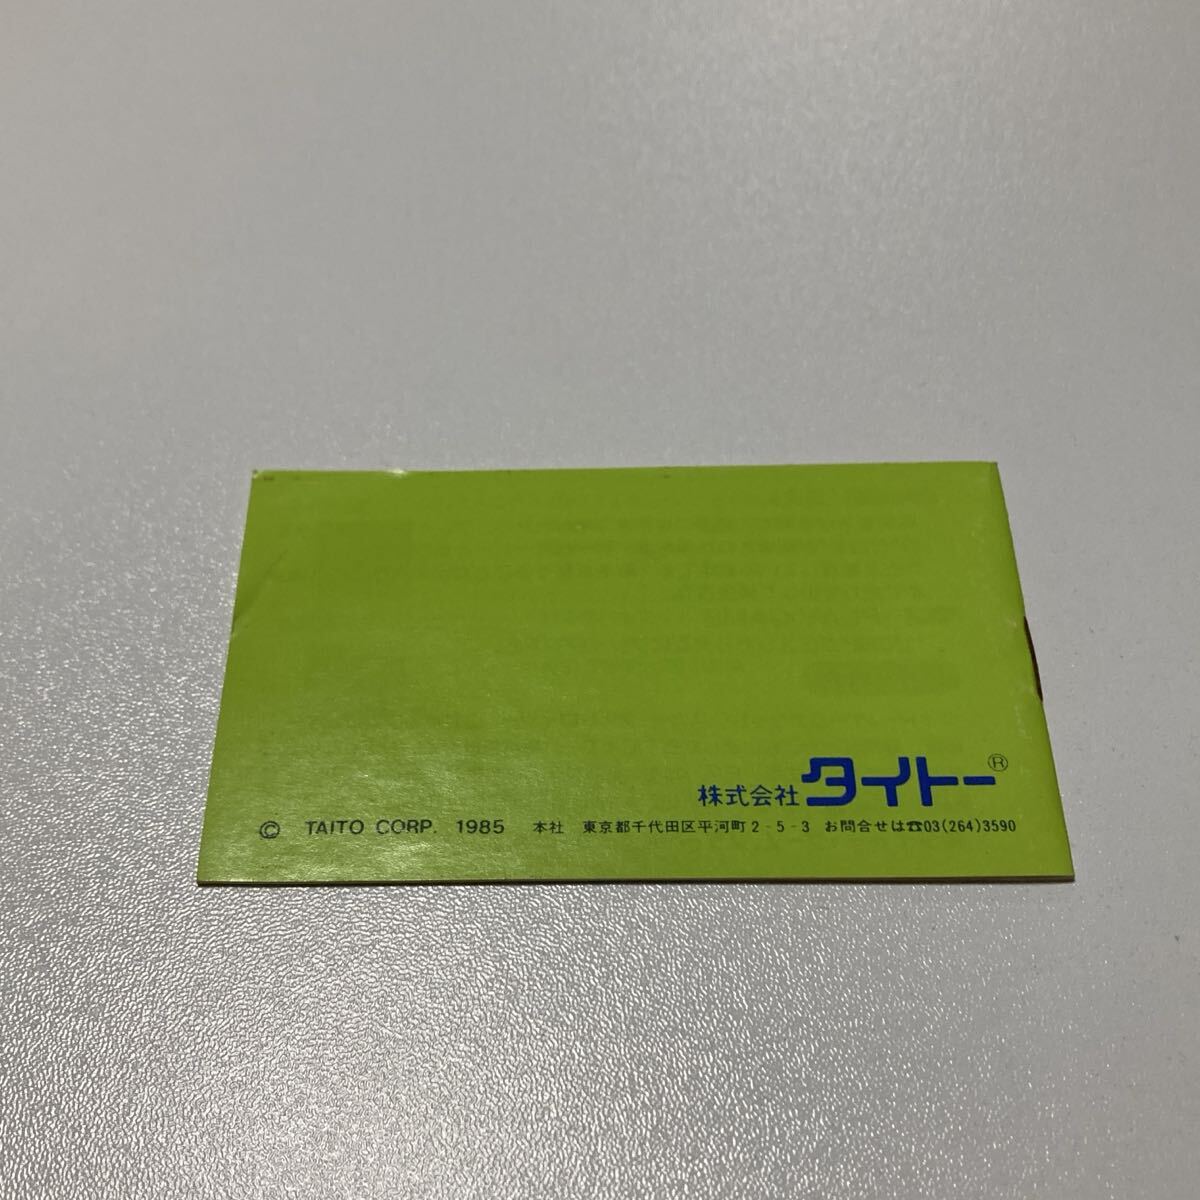 株式会社 タイトー®
© TAITO CORP. 1985 本社 東京都千代田区平河町2-5-3 お問合せは☎03(264)3590